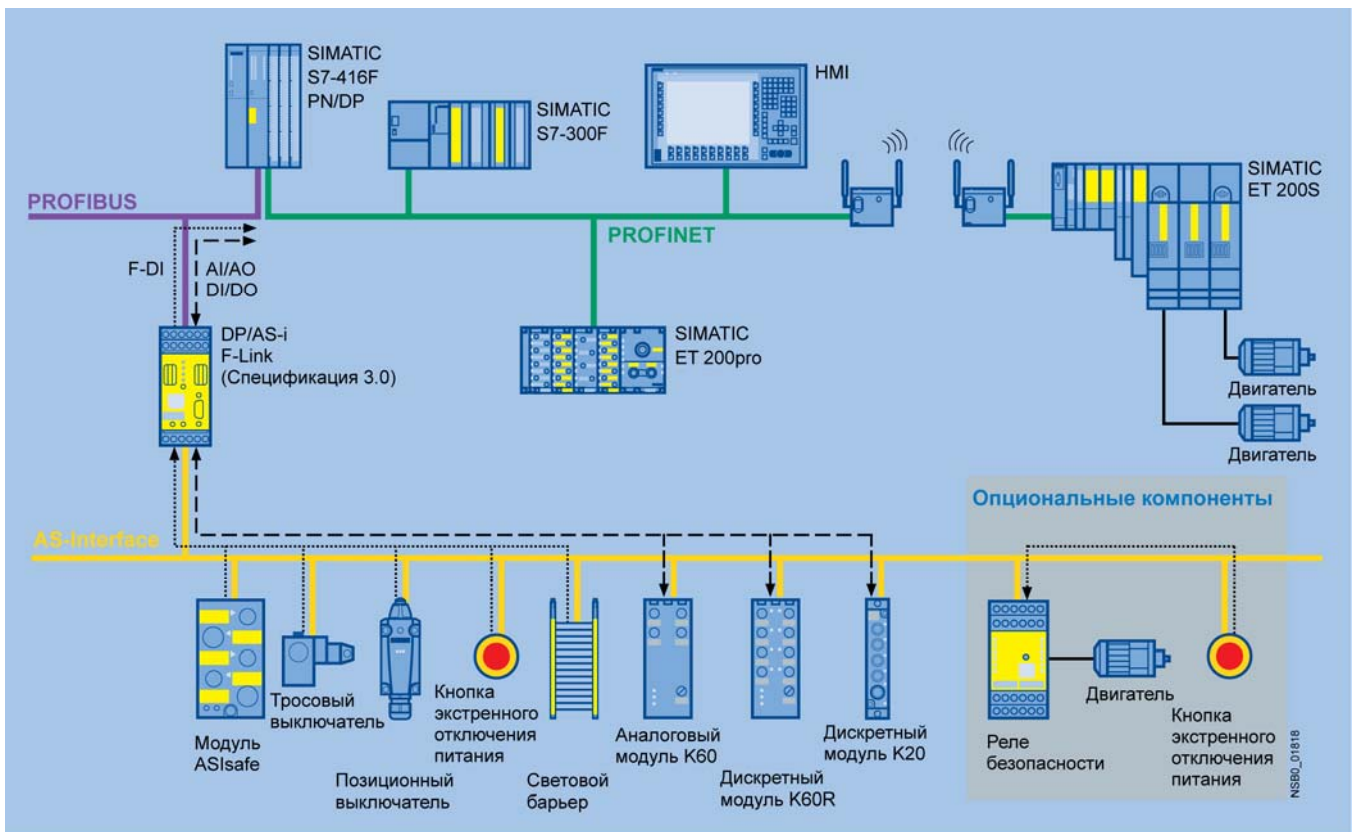 SIMATIC
S7-416F
PN/DP
SIMATIC
S7-300F
HMI
SIMATIC
ET 200S
PROFIBUS
PROFINET
F-DI
AI/AO
DI/DO
DP/AS-i
F-Link
(Спецификация 3.0)
SIMATIC
ET 200pro
Двигатель
Двигатель
Опциональные компоненты
AS-Interface
Модуль
ASIsafe
Тросовый
выключатель
Позиционный
выключатель
Кнопка
экстренного
отключения
питания
Световой
барьер
Аналоговый
модуль K60
Дискретный
модуль K60R
Дискретный
модуль K20
Реле
безопасности
Двигатель
Кнопка
экстренного
отключения
питания
NSB0_01818